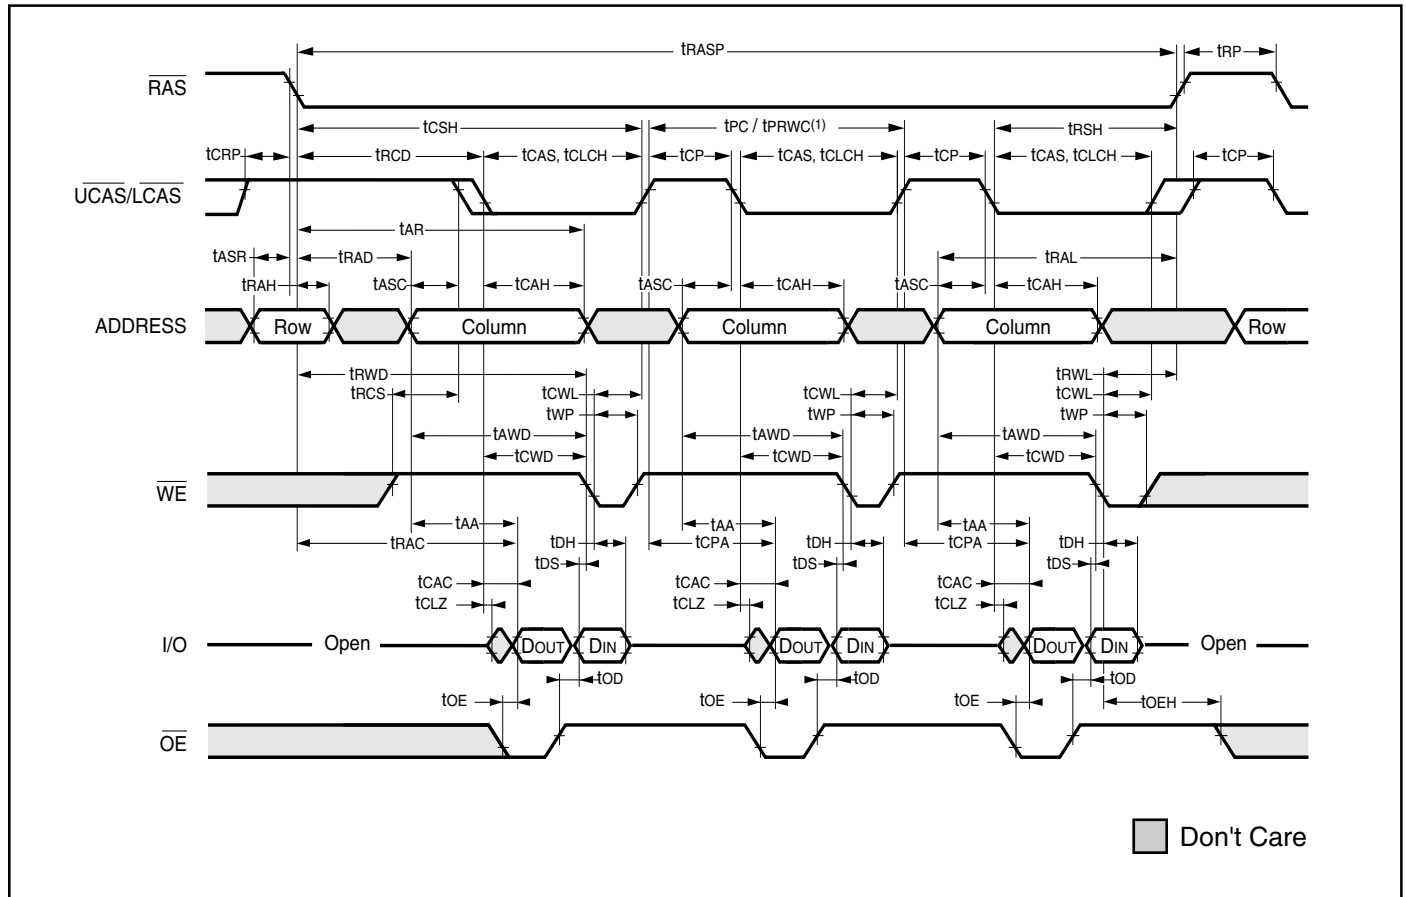 tRASP tRP
RAS
tCSH tPC / tPRWC(1) tRSH
tCRP tRCD tCAS, tCLCH tCP tCAS, tCLCH tCP tCAS, tCLCH tCP
UCAS/LCAS
tAR
tASR tRAD tRAL
tRAH tASC tCAH tASC tCAH tASC tCAH
ADDRESS Row Column Column Column Row
tRWD tRWL
tRCS tCWL tCWL tCWL
tWP tWP tWP
tAWD tAWD tAWD
tCWD tCWD tCWD
WE
tAA tAA tAA
tRAC tDH tCPA tDH tCPA tDH
tDS tDS tDS
tCAC tCAC tCAC
tCLZ tCLZ tCLZ
I/O Open DOUT DIN DOUT DIN DOUT DIN Open
tOD tOD tOD
tOE tOE tOE tOEH
OE
Don't Care